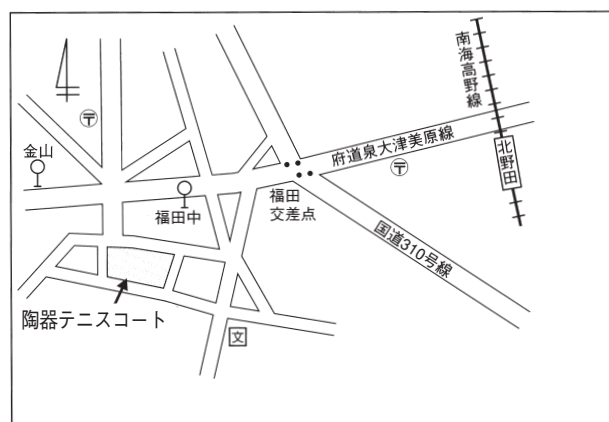 南海高野線
北野田
府道泉大津美原線
〒
〒
金山
福田中
福田
交差点
国道310号線
陶器テニスコート
文